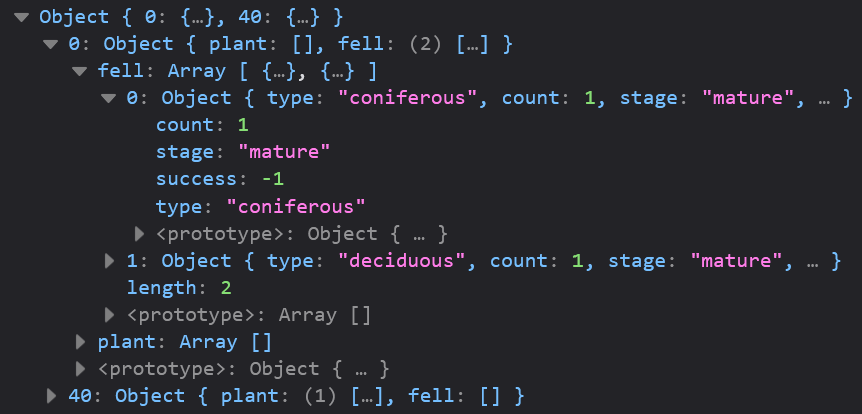 Object { 0: {…}, 40: {…} }
0: Object { plant: [], fell: (2) […] }
fell: Array [ {…}, {…} ]
0: Object { type: "coniferous", count: 1, stage: "mature", … }
count: 1
stage: "mature"
success: -1
type: "coniferous"
<prototype>: Object { … }
1: Object { type: "deciduous", count: 1, stage: "mature", … }
length: 2
<prototype>: Array []
plant: Array []
<prototype>: Object { … }
40: Object { plant: (1) […], fell: [] }